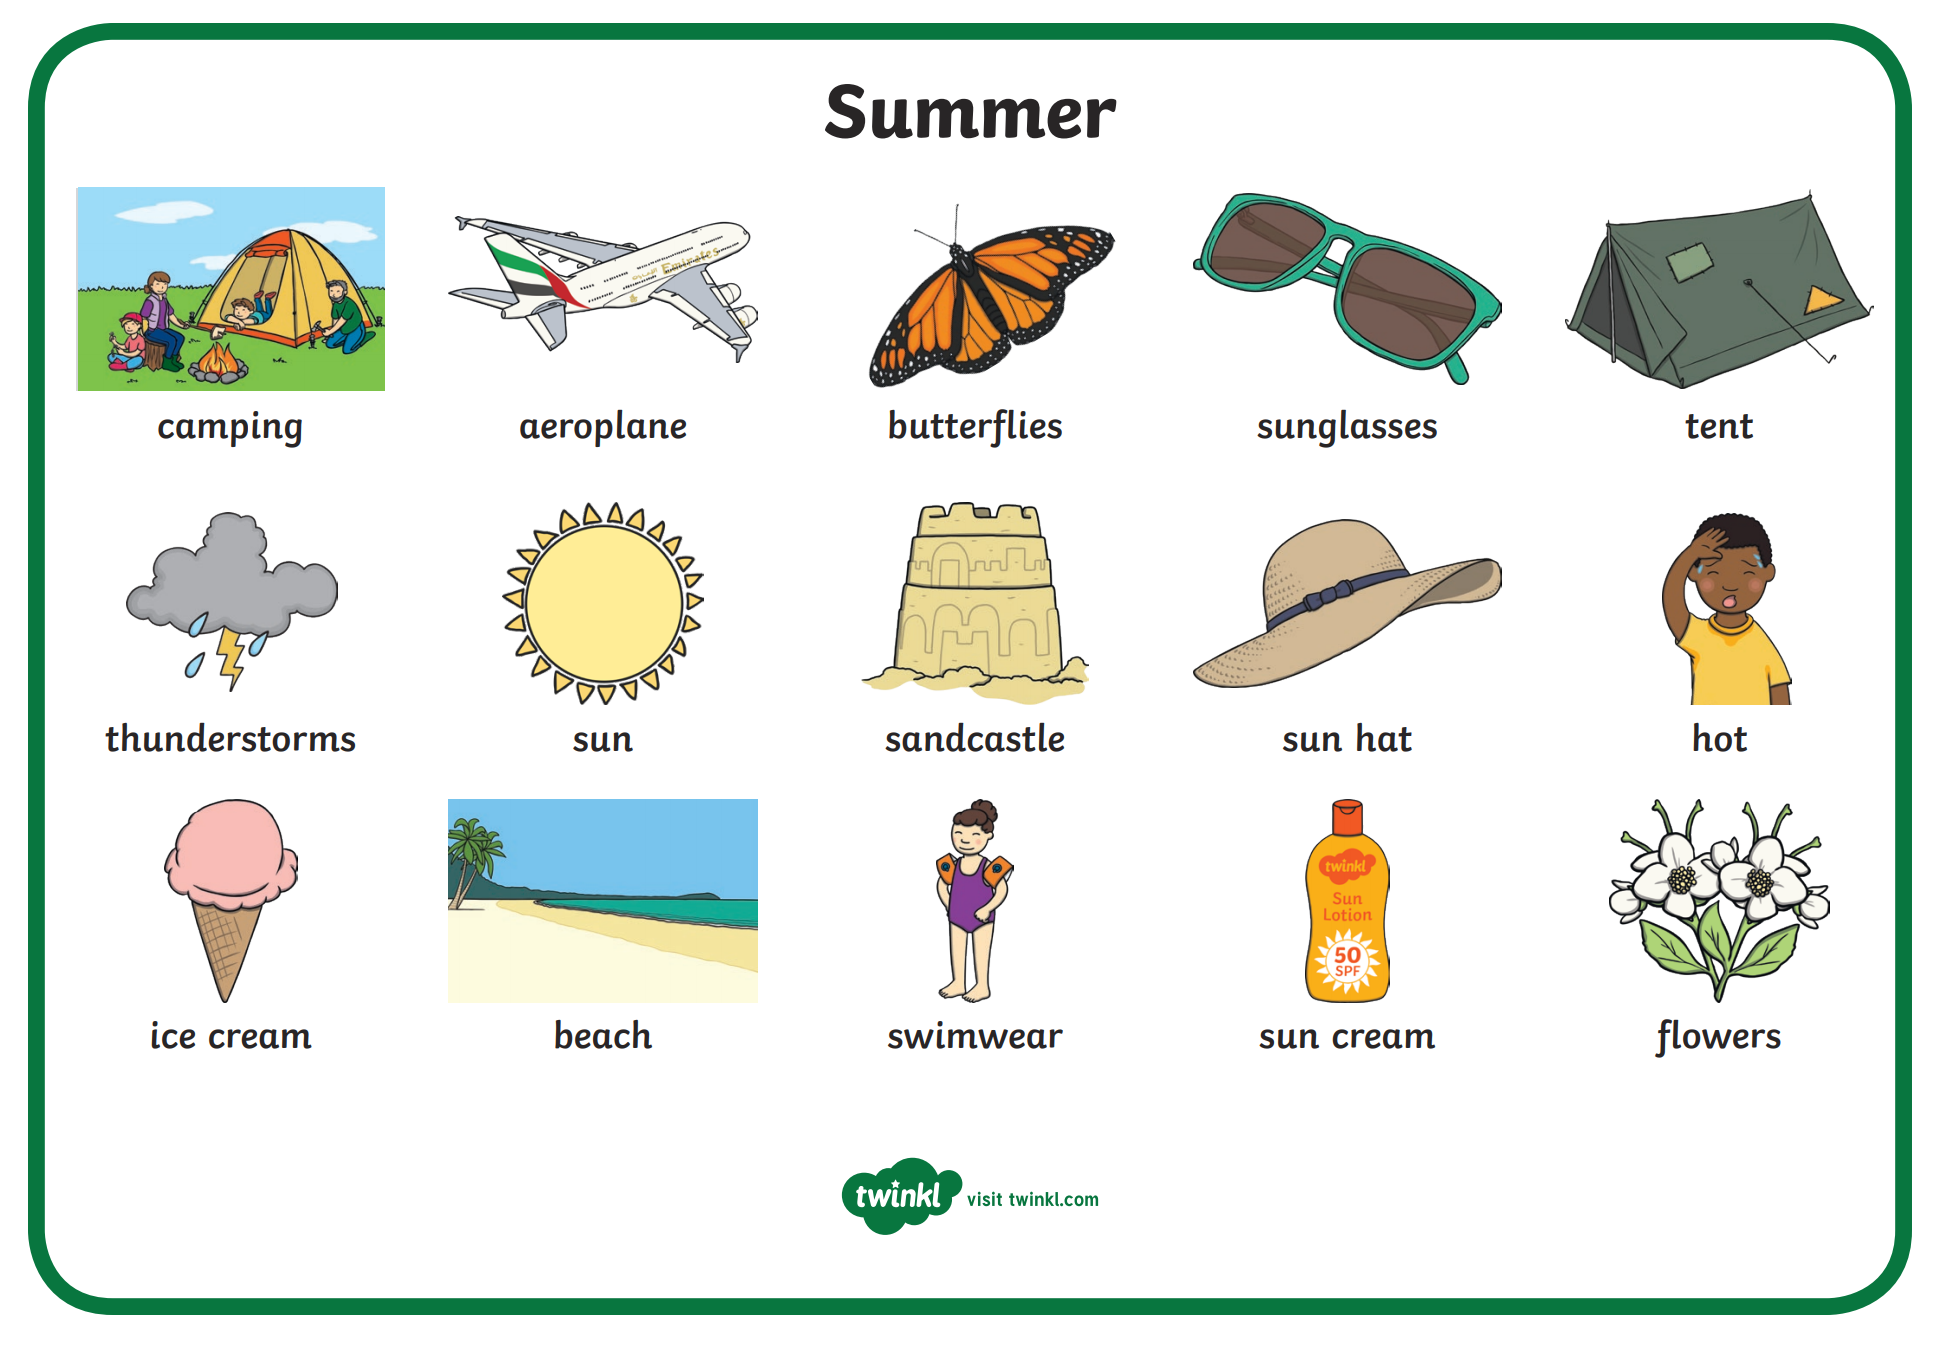 Summer
Emirates
camping
aeroplane
butterflies
sunglasses
tent
thunderstorms
sun
sandcastle
sun hat
hot
twinkl
Sun
Lotion
50
SPF
ice cream
beach
swimwear
sun cream
flowers
twinkl
visit twinkl.com